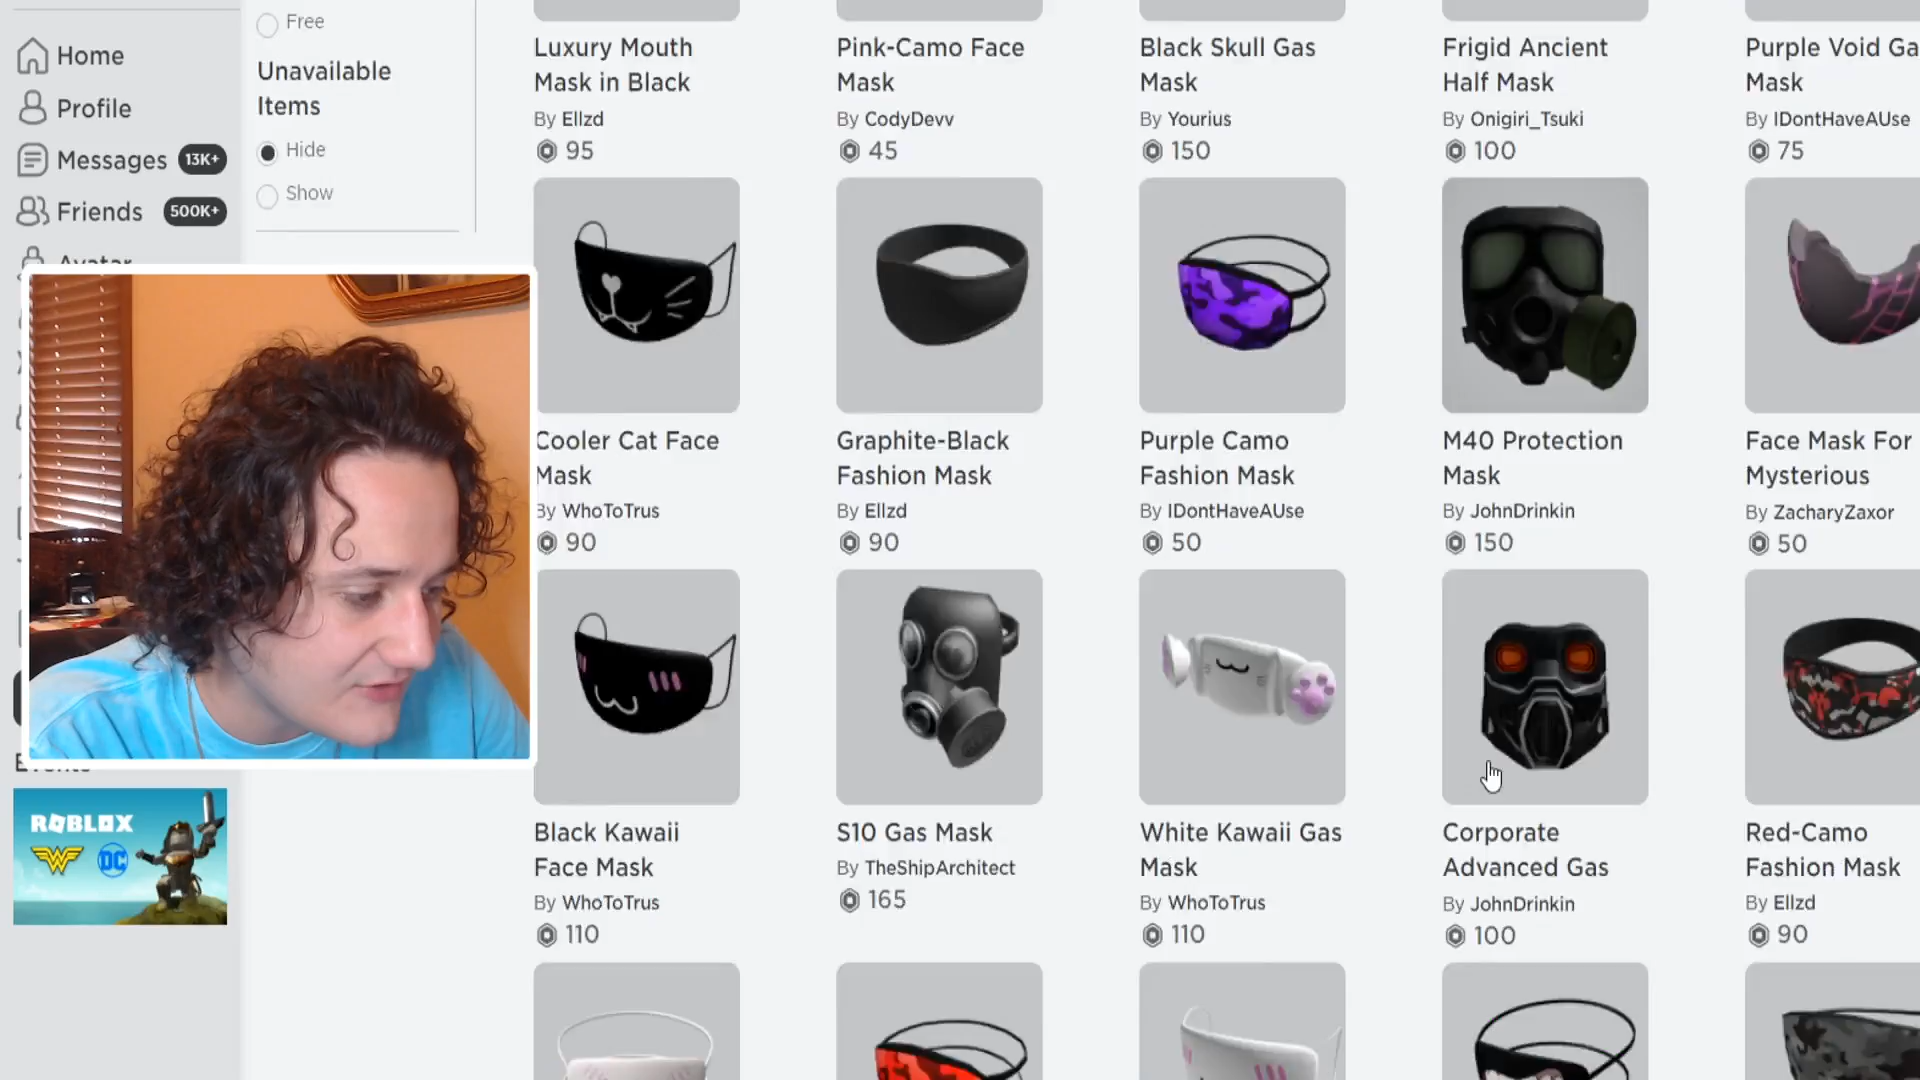 Free
Unavailable
Items
Hide
Show
Home
Profile
Messages 13K+
Friends 500K+
Avatar
Events
ROBLOX
DC
Luxury Mouth
Mask in Black
By Ellzd
95
Pink-Camo Face
Mask
By CodyDevv
45
Black Skull Gas
Mask
By Yourius
150
Frigid Ancient
Half Mask
By Onigiri_Tsuki
100
Purple Void Ga
Mask
By IDontHaveAUse
75
Cooler Cat Face
Mask
By WhoToTrus
90
Graphite-Black
Fashion Mask
By Ellzd
90
Purple Camo
Fashion Mask
By IDontHaveAUse
50
M40 Protection
Mask
By JohnDrinkin
150
Face Mask For
Mysterious
By ZacharyZaxor
50
Black Kawaii
Face Mask
By WhoToTrus
110
S10 Gas Mask
By TheShipArchitect
165
White Kawaii Gas
Mask
By WhoToTrus
110
Corporate
Advanced Gas
By JohnDrinkin
100
Red-Camo
Fashion Mask
By Ellzd
90